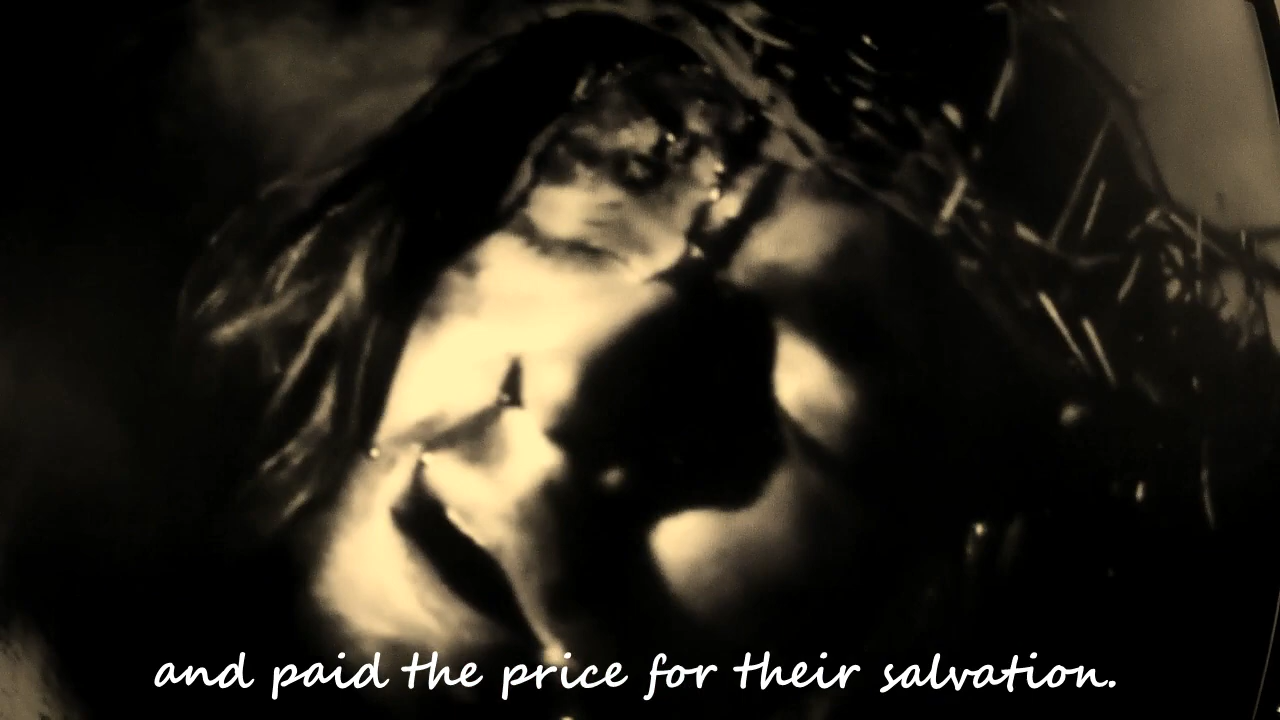 and paid the price for their salvation.